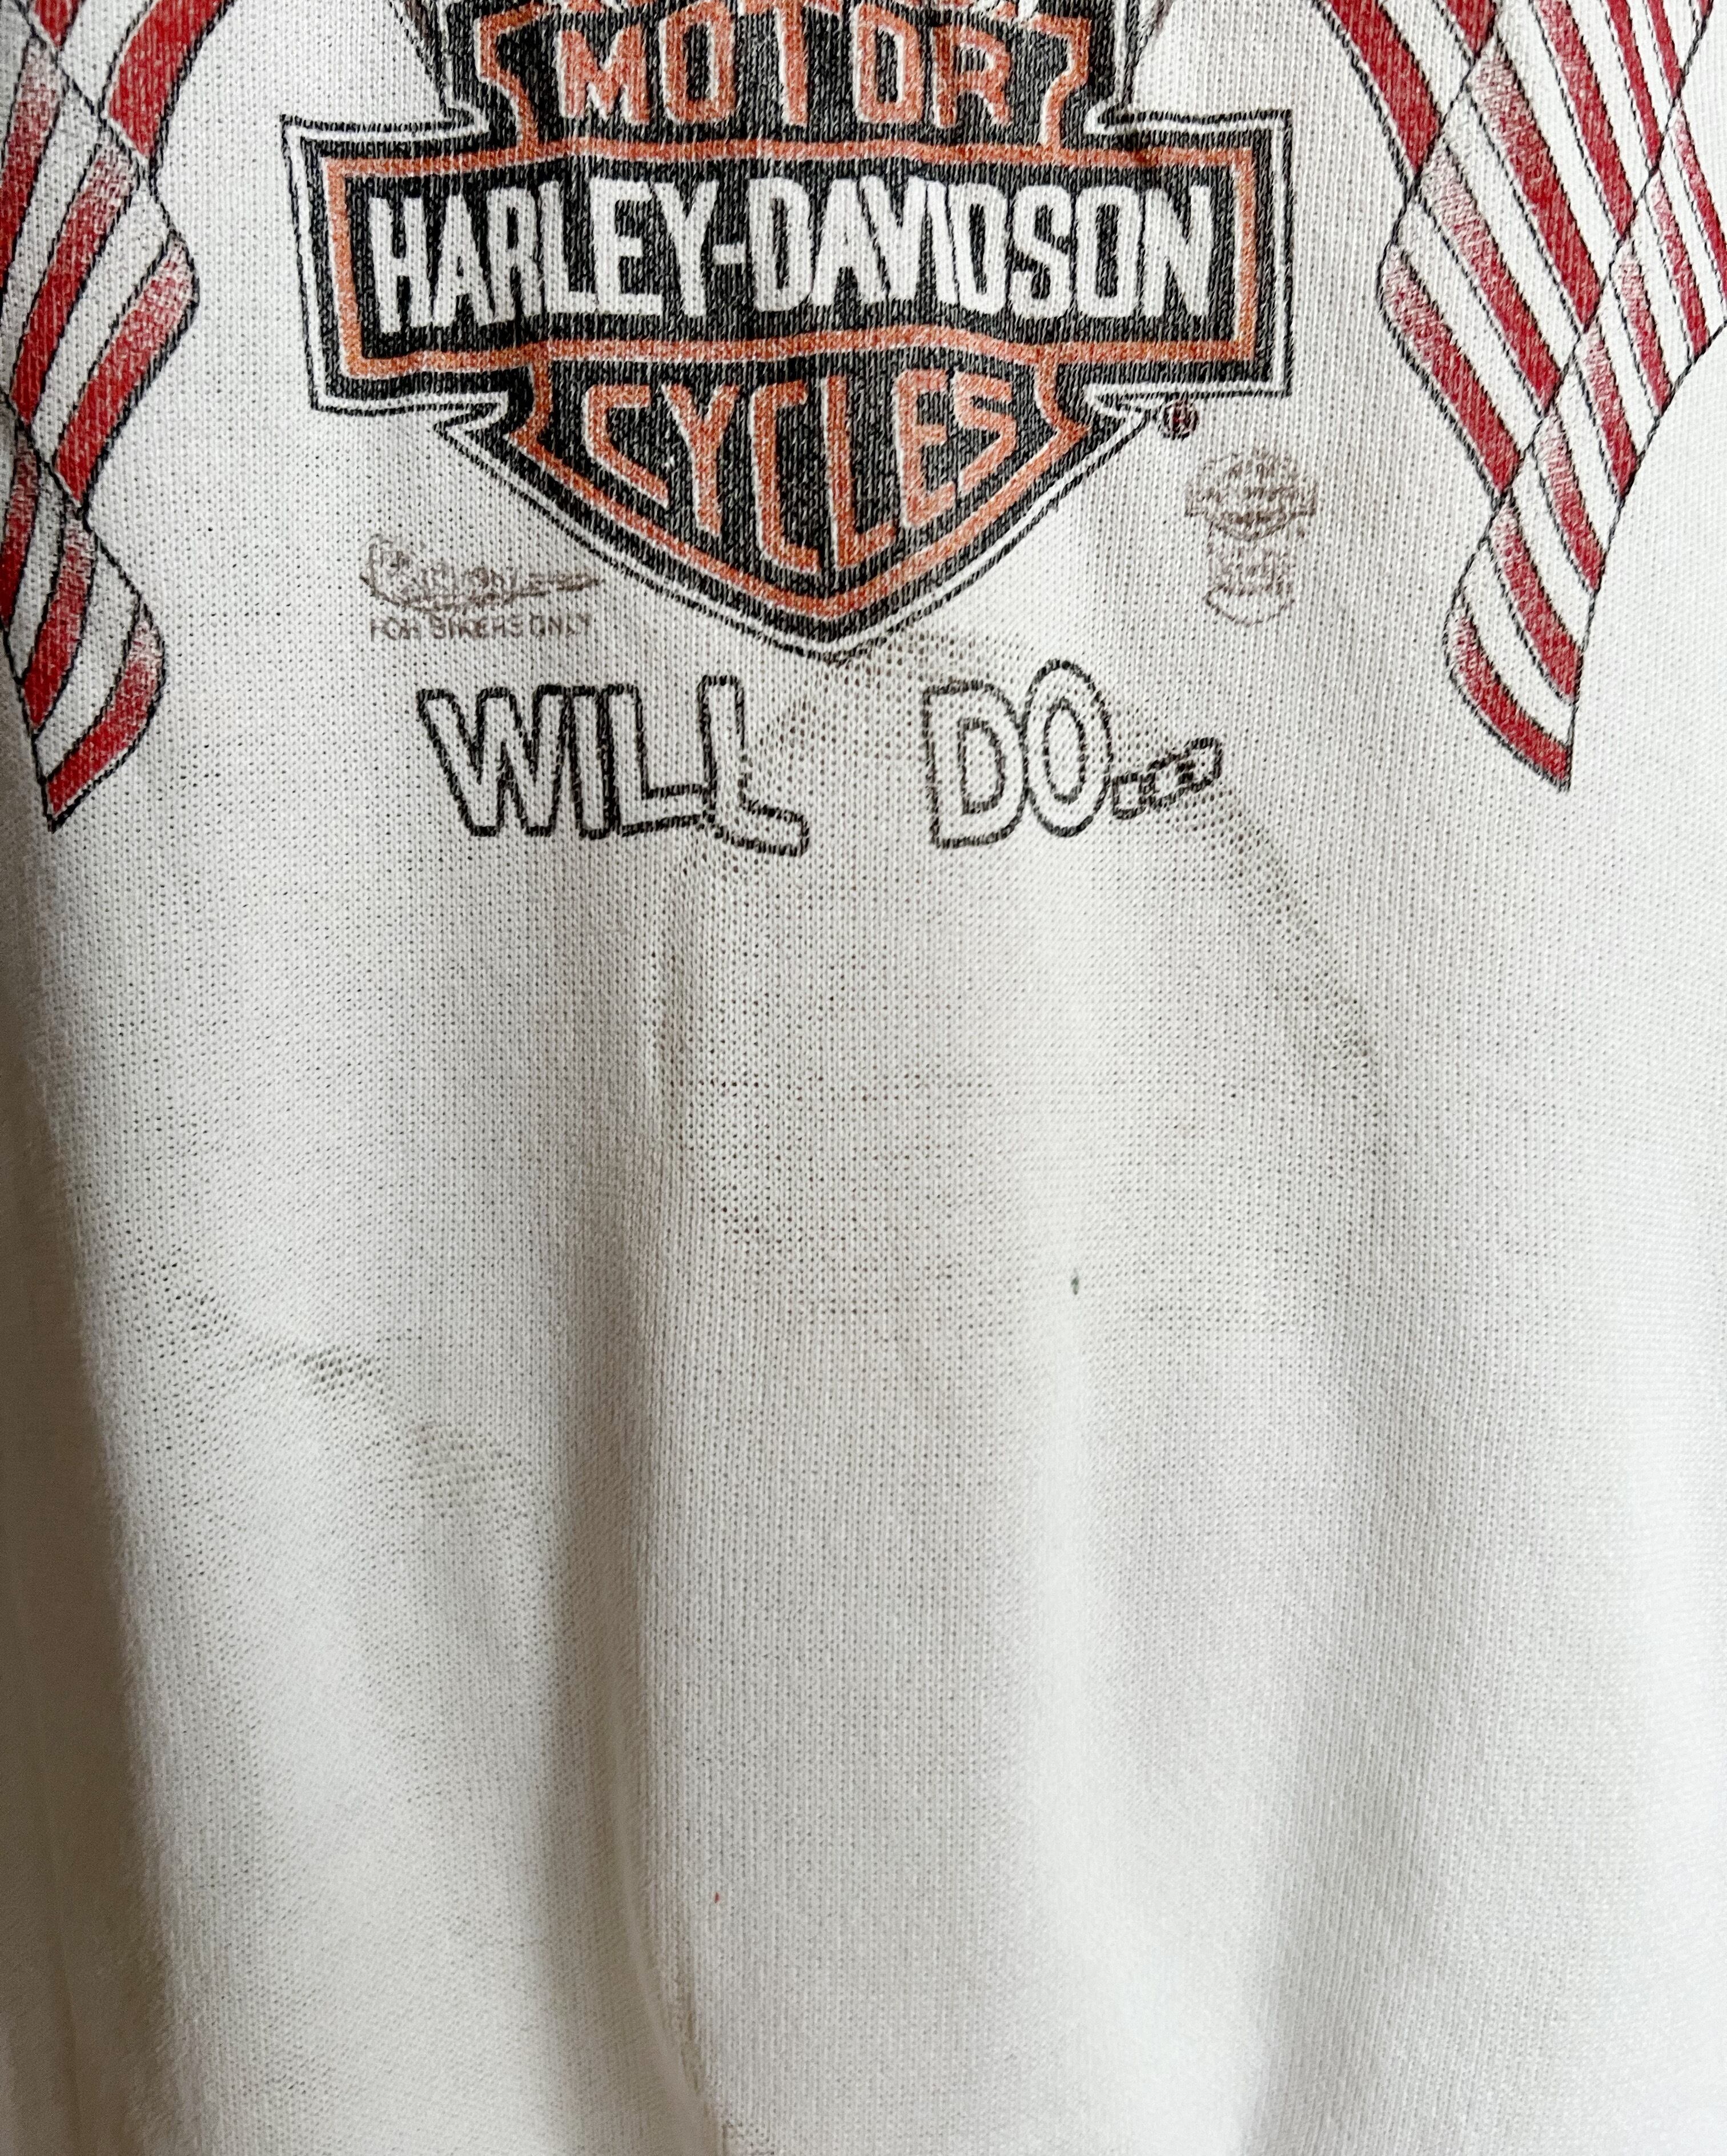 MOTOR
HARLEY-DAVIDSON
CYCLES
®
FOR BIKERS ONLY
WILL DO...